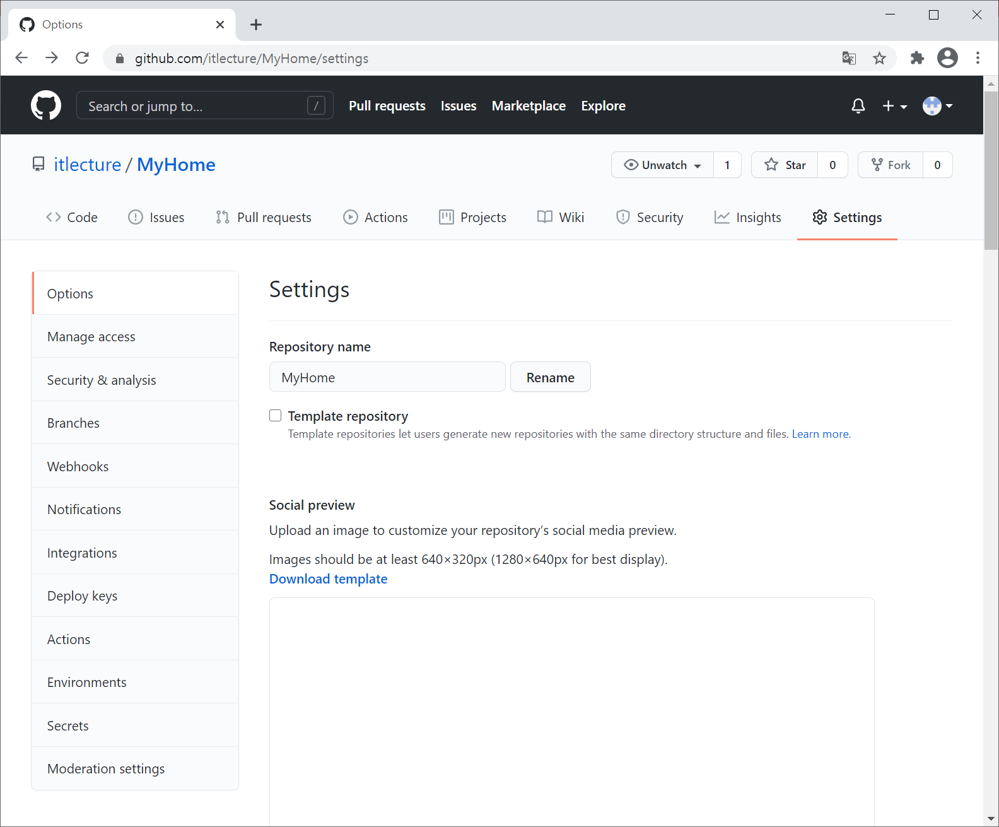 Options
github.com/itlecture/MyHome/settings
Search or jump to... /
Pull requests Issues Marketplace Explore
itlecture / MyHome
Unwatch 1 Star 0 Fork 0
Code Issues Pull requests Actions Projects Wiki Security Insights Settings
Options
Manage access
Security & analysis
Branches
Webhooks
Notifications
Integrations
Deploy keys
Actions
Environments
Secrets
Moderation settings
Settings
Repository name
MyHome Rename
Template repository
Template repositories let users generate new repositories with the same directory structure and files. Learn more.
Social preview
Upload an image to customize your repository’s social media preview.
Images should be at least 640×320px (1280×640px for best display).
Download template